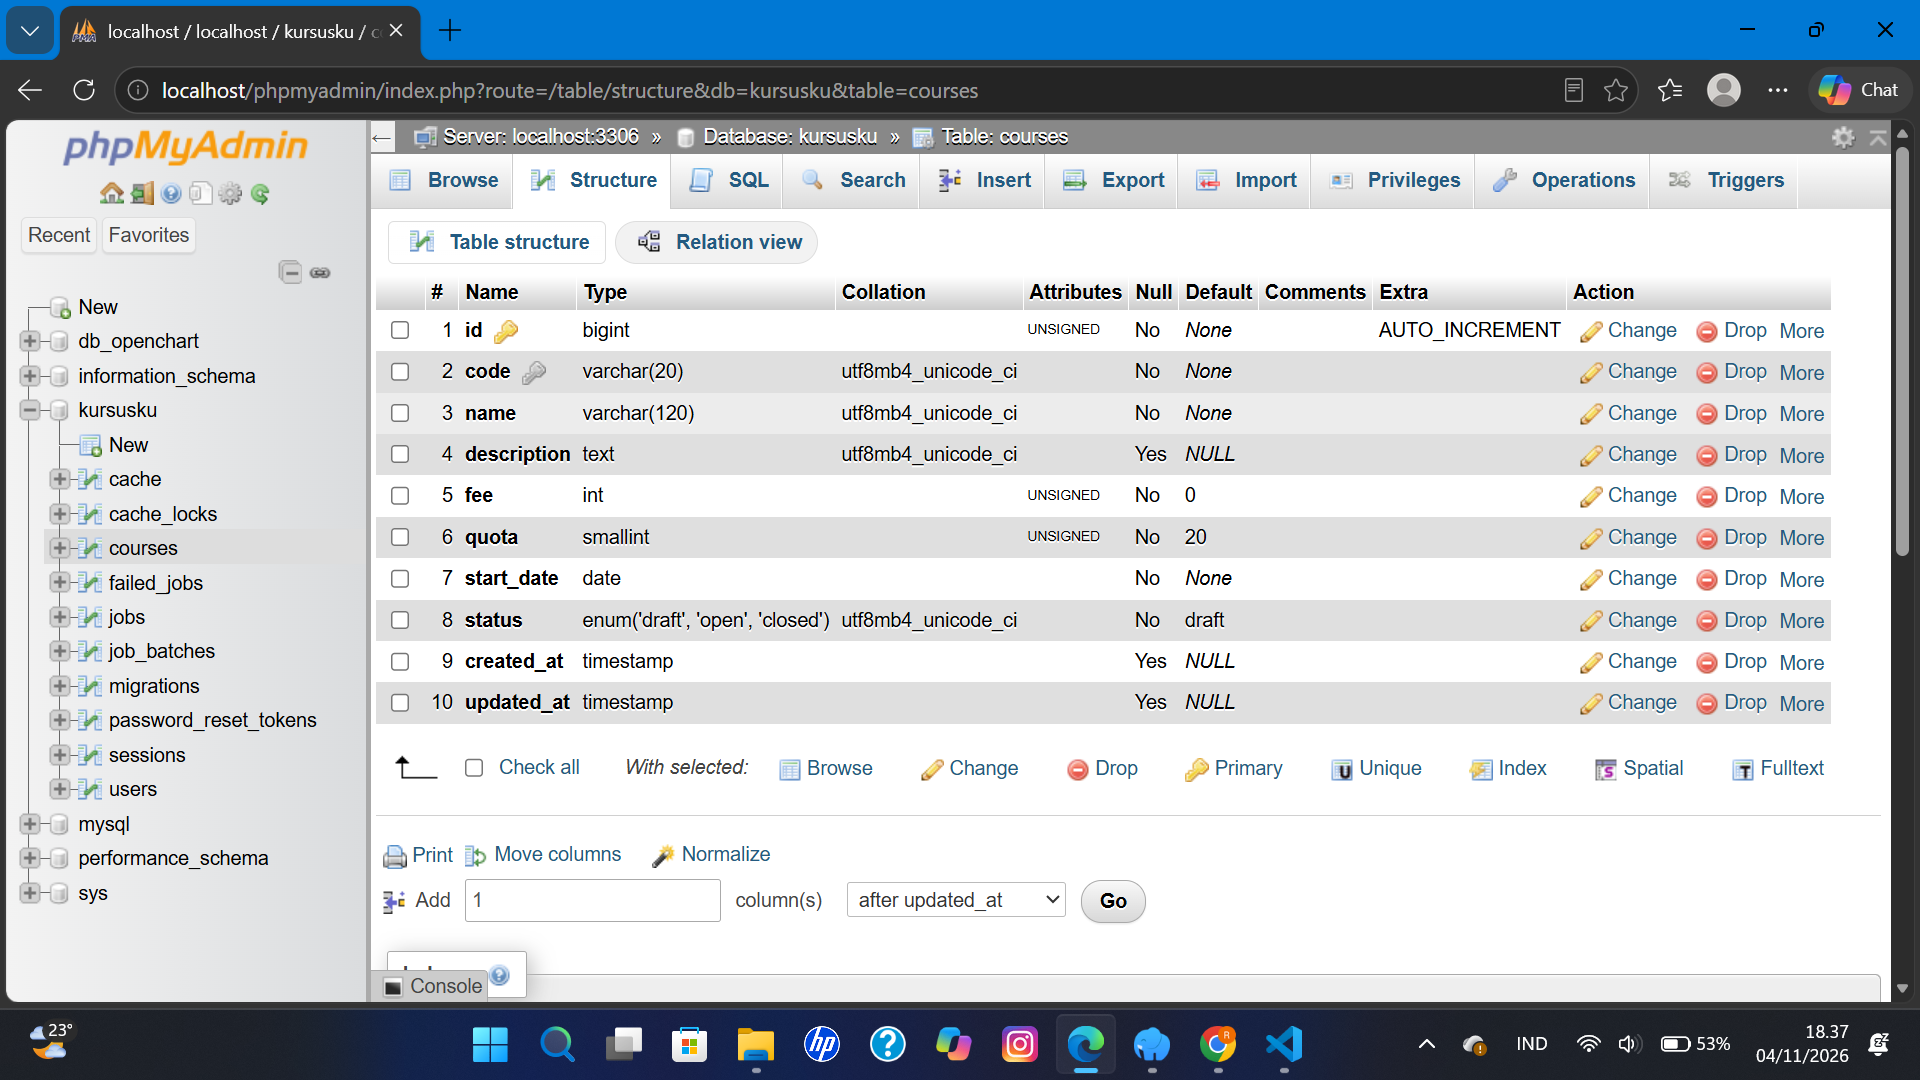 localhost / localhost / kursusku / c
localhost/phpmyadmin/index.php?route=/table/structure&db=kursusku&table=courses
Chat
phpMyAdmin
Recent
Favorites
New
db_openchart
information_schema
kursusku
New
cache
cache_locks
courses
failed_jobs
jobs
job_batches
migrations
password_reset_tokens
sessions
users
mysql
performance_schema
sys
Server: localhost:3306 » Database: kursusku » Table: courses
Browse Structure SQL Search Insert Export Import Privileges Operations Triggers
Table structure Relation view
# Name Type Collation Attributes Null Default Comments Extra Action
1 id bigint UNSIGNED No None AUTO_INCREMENT Change Drop More
2 code varchar(20) utf8mb4_unicode_ci No None Change Drop More
3 name varchar(120) utf8mb4_unicode_ci No None Change Drop More
4 description text utf8mb4_unicode_ci Yes NULL Change Drop More
5 fee int UNSIGNED No 0 Change Drop More
6 quota smallint UNSIGNED No 20 Change Drop More
7 start_date date No None Change Drop More
8 status enum('draft', 'open', 'closed') utf8mb4_unicode_ci No draft Change Drop More
9 created_at timestamp Yes NULL Change Drop More
10 updated_at timestamp Yes NULL Change Drop More
Check all With selected: Browse Change Drop Primary Unique Index Spatial Fulltext
Print Move columns Normalize
Add 1 column(s) after updated_at Go
Console
23°
IND
53%
18.37
04/11/2026